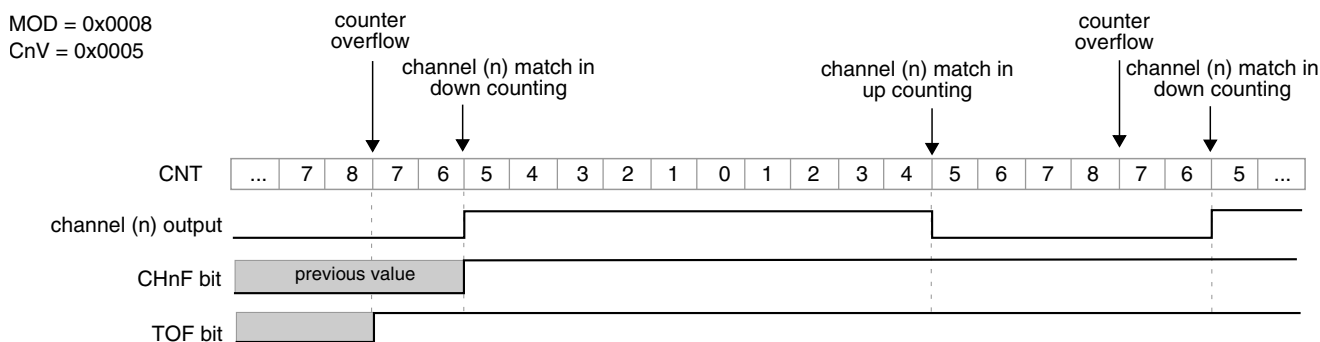 MOD = 0x0008
CnV = 0x0005
counter
overflow
channel (n) match in
down counting
channel (n) match in
up counting
counter
overflow
channel (n) match in
down counting
CNT ... 7 8 7 6 5 4 3 2 1 0 1 2 3 4 5 6 7 8 7 6 5 ...
channel (n) output
CHnF bit previous value
TOF bit